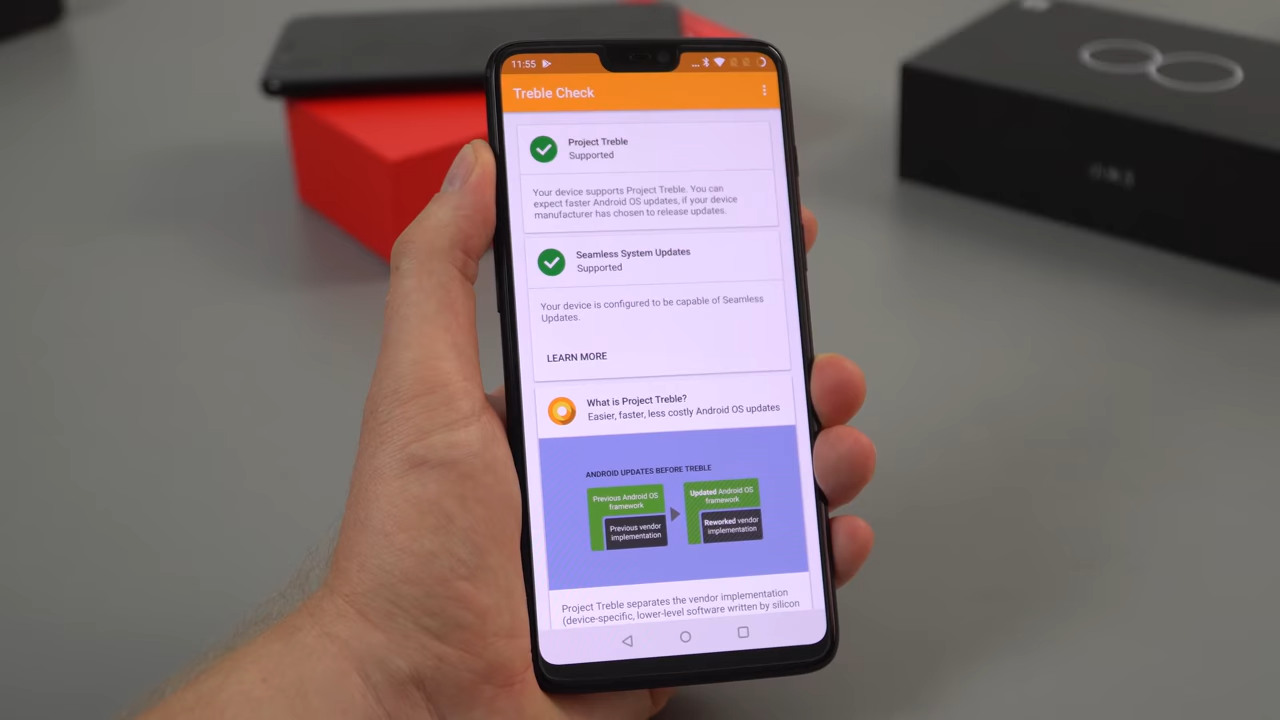 11:55
Treble Check
Project Treble
Supported
Your device supports Project Treble. You can
expect faster Android OS updates, if your device
manufacturer has chosen to release updates.
Seamless System Updates
Supported
Your device is configured to be capable of Seamless
Updates.
LEARN MORE
What is Project Treble?
Easier, faster, less costly Android OS updates
ANDROID UPDATES BEFORE TREBLE
Previous Android OS
framework
Previous vendor
implementation
Updated Android OS
framework
Reworked vendor
implementation
Project Treble separates the vendor implementation
(device-specific, lower-level software written by silicon